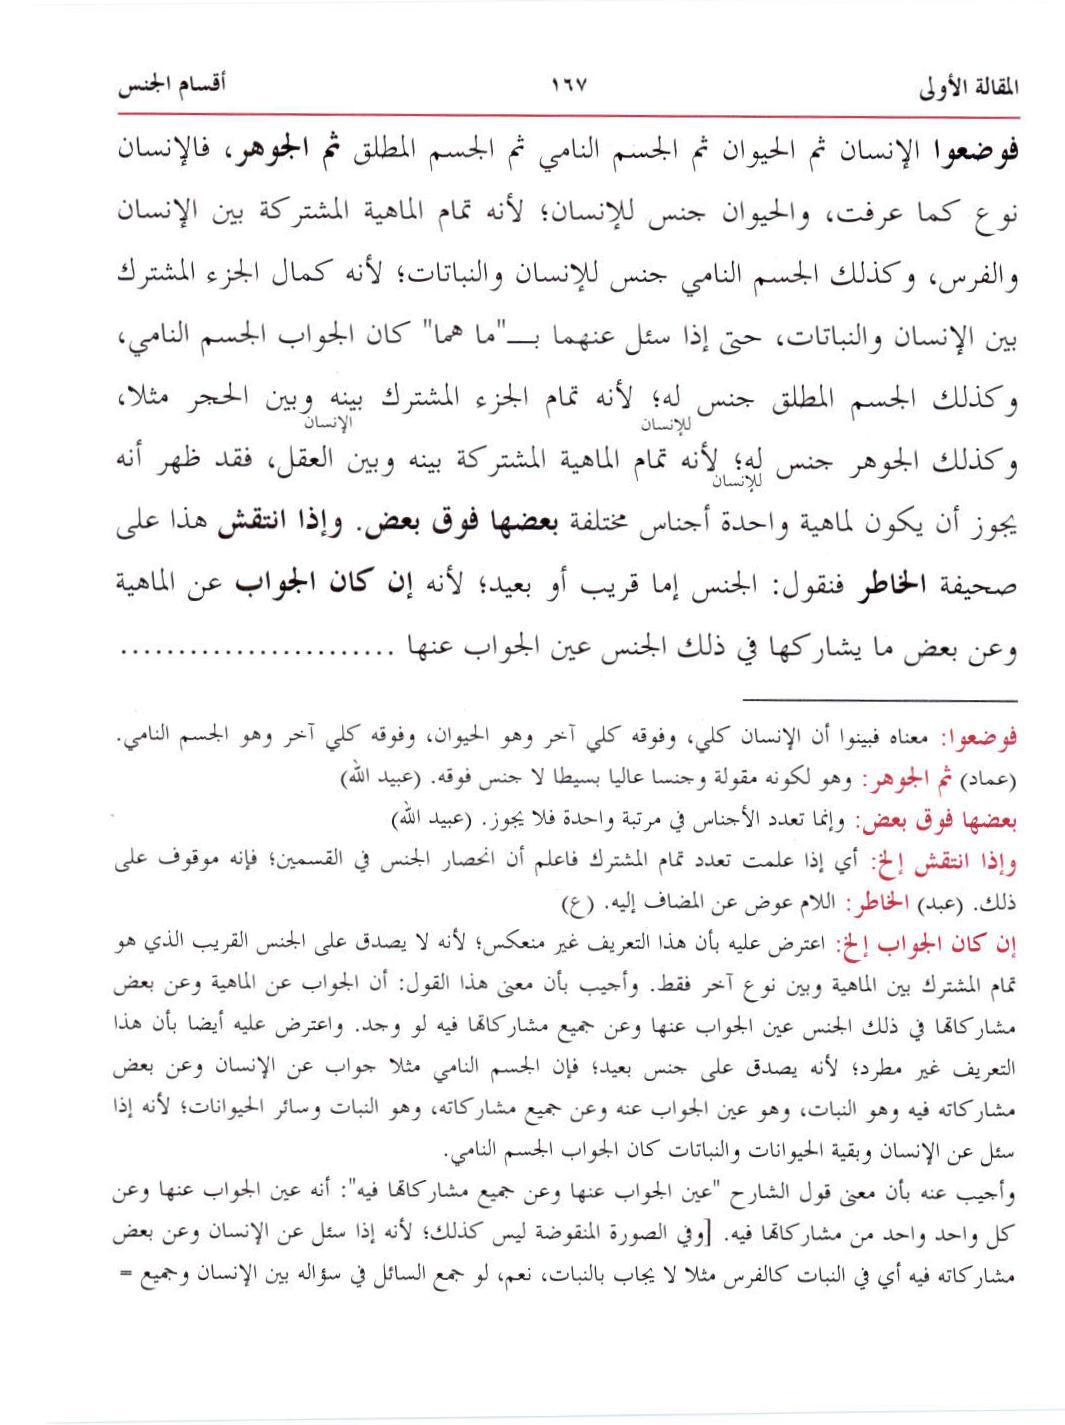 المقالة الأولى ١٦٧ أقسام الجنس
فوضعوا الإنسان ثم الحيوان ثم الجسم النامي ثم الجسم المطلق ثم الجوهر، فالإنسان
نوع كما عرفت، والحيوان جنس للإنسان؛ لأنه تمام الماهية المشتركة بين الإنسان
والفرس، وكذلك الجسم النامي جنس للإنسان والنباتات؛ لأنه كمال الجزء المشترك
بين الإنسان والنباتات، حتى إذا سئل عنهما بـ"ما هما" كان الجواب الجسم النامي،
وكذلك الجسم المطلق جنس له؛ لأنه تمام الجزء المشترك بينه وبين الحجر مثلا،
للإنسان الإنسان
وكذلك الجوهر جنس له؛ لأنه تمام الماهية المشتركة بينه وبين العقل، فقد ظهر أنه
للإنسان
يجوز أن يكون لماهية واحدة أجناس مختلفة بعضها فوق بعض. وإذا انتقش هذا على
صحيفة الخاطر فنقول: الجنس إما قريب أو بعيد؛ لأنه إن كان الجواب عن الماهية
وعن بعض ما يشاركها في ذلك الجنس عين الجواب عنها ........................
فوضعوا: معناه فبينوا أن الإنسان كلي، وفوقه كلي آخر وهو الحيوان، وفوقه كلي آخر وهو الجسم النامي.
(عماد) ثم الجوهر: وهو لكونه مقولة وجنسا عاليا بسيطا لا جنس فوقه. (عبيد الله)
بعضها فوق بعض: وإنما تعدد الأجناس في مرتبة واحدة فلا يجوز. (عبيد الله)
وإذا انتقش إلخ: أي إذا علمت تعدد تمام المشترك فاعلم أن انحصار الجنس في القسمين؛ فإنه موقوف على
ذلك. (عبد) الخاطر: اللام عوض عن المضاف إليه. (ع)
إن كان الجواب إلخ: اعترض عليه بأن هذا التعريف غير منعكس؛ لأنه لا يصدق على الجنس القريب الذي هو
تمام المشترك بين الماهية وبين نوع آخر فقط. وأجيب بأن معنى هذا القول: أن الجواب عن الماهية وعن بعض
مشاركاتها في ذلك الجنس عين الجواب عنها وعن جميع مشاركاتها فيه لو وجد. واعترض عليه أيضا بأن هذا
التعريف غير مطرد؛ لأنه يصدق على جنس بعيد؛ فإن الجسم النامي مثلا جواب عن الإنسان وعن بعض
مشاركاته فيه وهو النبات، وهو عين الجواب عنه وعن جميع مشاركاته، وهو النبات وسائر الحيوانات؛ لأنه إذا
سئل عن الإنسان وبقية الحيوانات والنباتات كان الجواب الجسم النامي.
وأجيب عنه بأن معنى قول الشارح "عين الجواب عنها وعن جميع مشاركاتها فيه": أنه عين الجواب عنها وعن
كل واحد واحد من مشاركاتها فيه. [وفي الصورة المنقوضة ليس كذلك؛ لأنه إذا سئل عن الإنسان وعن بعض
مشاركاته فيه أي في النبات كالفرس مثلا لا يجاب بالنبات، نعم، لو جمع السائل في سؤاله بين الإنسان وجميع =